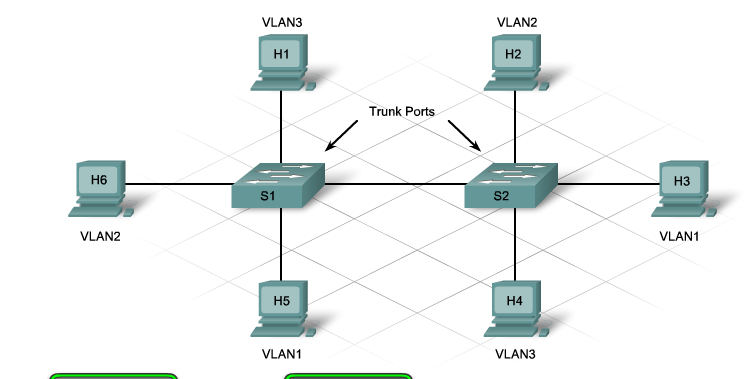 VLAN3
VLAN2
H1
H2
Trunk Ports
H6
S1
S2
H3
VLAN2
VLAN1
H5
H4
VLAN1
VLAN3